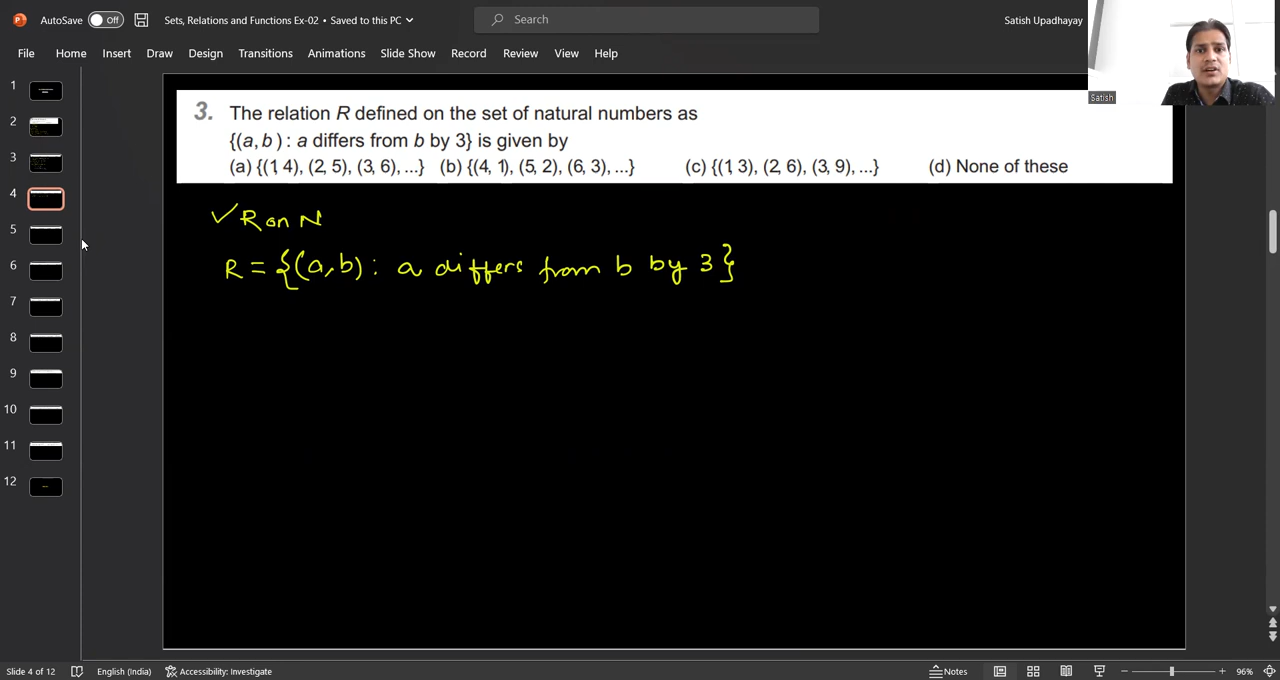 AutoSave Off Sets, Relations and Functions Ex-02 • Saved to this PC Search Satish Upadhayay
File Home Insert Draw Design Transitions Animations Slide Show Record Review View Help
Satish
1
2
3
4
5
6
7
8
9
10
11
12
3. The relation R defined on the set of natural numbers as
{(a, b) : a differs from b by 3} is given by
(a) {(1, 4), (2, 5), (3, 6), ...} (b) {(4, 1), (5, 2), (6, 3), ...} (c) {(1, 3), (2, 6), (3, 9), ...} (d) None of these
✓ R on N
R = {(a, b) : a differs from b by 3}
Slide 4 of 12 English (India) Accessibility: Investigate Notes 96%